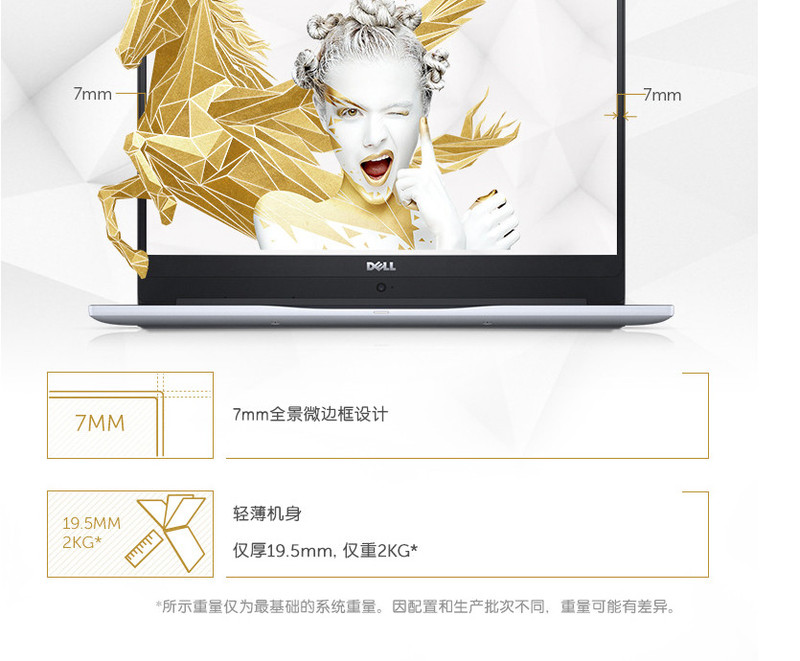 7mm
7mm
DELL
7MM
7mm全景微边框设计
19.5MM
2KG*
轻薄机身
仅厚19.5mm, 仅重2KG*
*所示重量仅为最基础的系统重量。因配置和生产批次不同，重量可能有差异。